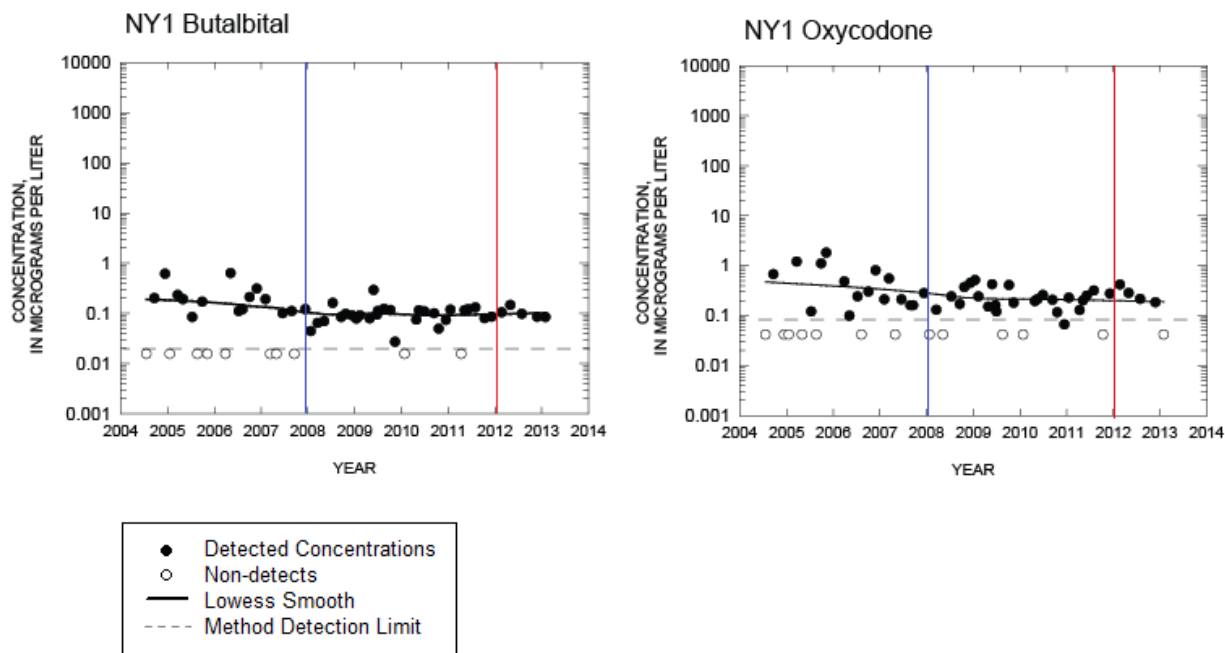 NY1 Butalbital
NY1 Oxycodone
CONCENTRATION,
IN MICROGRAMS PER LITER
10000
1000
100
10
1
0.1
0.01
0.001
2004 2005 2006 2007 2008 2009 2010 2011 2012 2013 2014
YEAR
CONCENTRATION,
IN MICROGRAMS PER LITER
10000
1000
100
10
1
0.1
0.01
0.001
2004 2005 2006 2007 2008 2009 2010 2011 2012 2013 2014
YEAR
Detected Concentrations
Non-detects
Lowess Smooth
Method Detection Limit